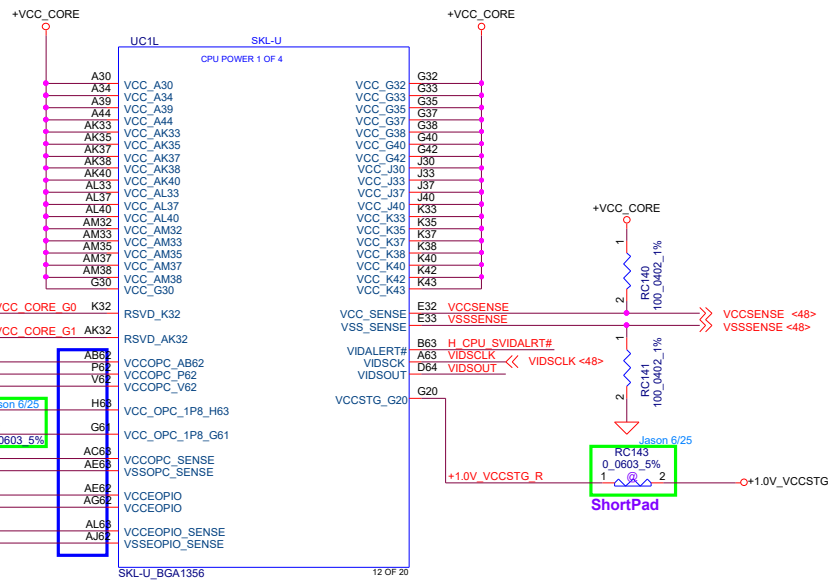 +VCC_CORE
+VCC_CORE
UC1L
SKL-U
CPU POWER 1 OF 4
A30 VCC_A30
A34 VCC_A34
A39 VCC_A39
A44 VCC_A44
AK33 VCC_AK33
AK35 VCC_AK35
AK37 VCC_AK37
AK38 VCC_AK38
AK40 VCC_AK40
AL33 VCC_AL33
AL37 VCC_AL37
AL40 VCC_AL40
AM32 VCC_AM32
AM33 VCC_AM33
AM35 VCC_AM35
AM37 VCC_AM37
AM38 VCC_AM38
G30 VCC_G30
VCC_CORE_G0 K32 RSVD_K32
VCC_CORE_G1 AK32 RSVD_AK32
AB62 VCCOPC_AB62
P62 VCCOPC_P62
V62 VCCOPC_V62
H63 VCC_OPC_1P8_H63
G61 VCC_OPC_1P8_G61
AC63 VCCOPC_SENSE
AE63 VSSOPC_SENSE
AE62 VCCEOPIO
AG62 VCCEOPIO
AL63 VCCEOPIO_SENSE
AJ62 VSSEOPIO_SENSE
6/25
0603_5%
VCC_G32 G32
VCC_G33 G33
VCC_G35 G35
VCC_G37 G37
VCC_G38 G38
VCC_G40 G40
VCC_G42 G42
VCC_J30 J30
VCC_J33 J33
VCC_J37 J37
VCC_J40 J40
VCC_K33 K33
VCC_K35 K35
VCC_K37 K37
VCC_K38 K38
VCC_K40 K40
VCC_K42 K42
VCC_K43 K43
VCC_SENSE E32 VCCSENSE
VSS_SENSE E33 VSSSENSE
VIDALERT# B63 H_CPU_SVIDALRT#
VIDSCK A63 VIDSCLK
VIDSCLK <48>
VIDSOUT D64 VIDSOUT
VCCSTG_G20 G20
SKL-U_BGA1356
12 OF 20
+VCC_CORE
1
2
RC140
100_0402_1%
VCCSENSE <48>
VSSSENSE <48>
1
2
RC141
100_0402_1%
Jason 6/25
RC143
0_0603_5%
+1.0V_VCCSTG_R
1 @ 2
+1.0V_VCCSTG
ShortPad